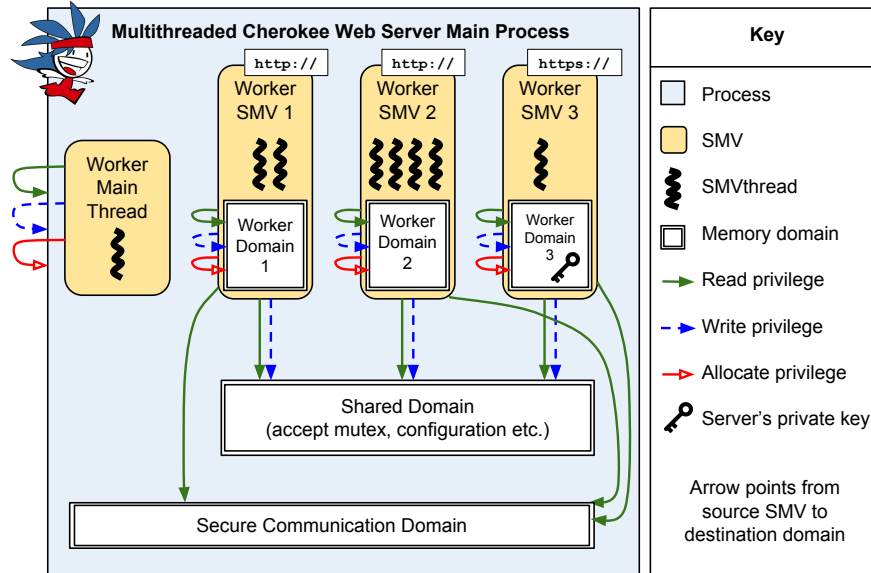 Multithreaded Cherokee Web Server Main Process
http://
http://
https://
Worker
SMV 1
Worker
SMV 2
Worker
SMV 3
Worker
Main
Thread
Worker
Domain
1
Worker
Domain
2
Worker
Domain
3
Shared Domain
(accept mutex, configuration etc.)
Secure Communication Domain
Key
Process
SMV
SMVthread
Memory domain
Read privilege
Write privilege
Allocate privilege
Server's private key
Arrow points from
source SMV to
destination domain